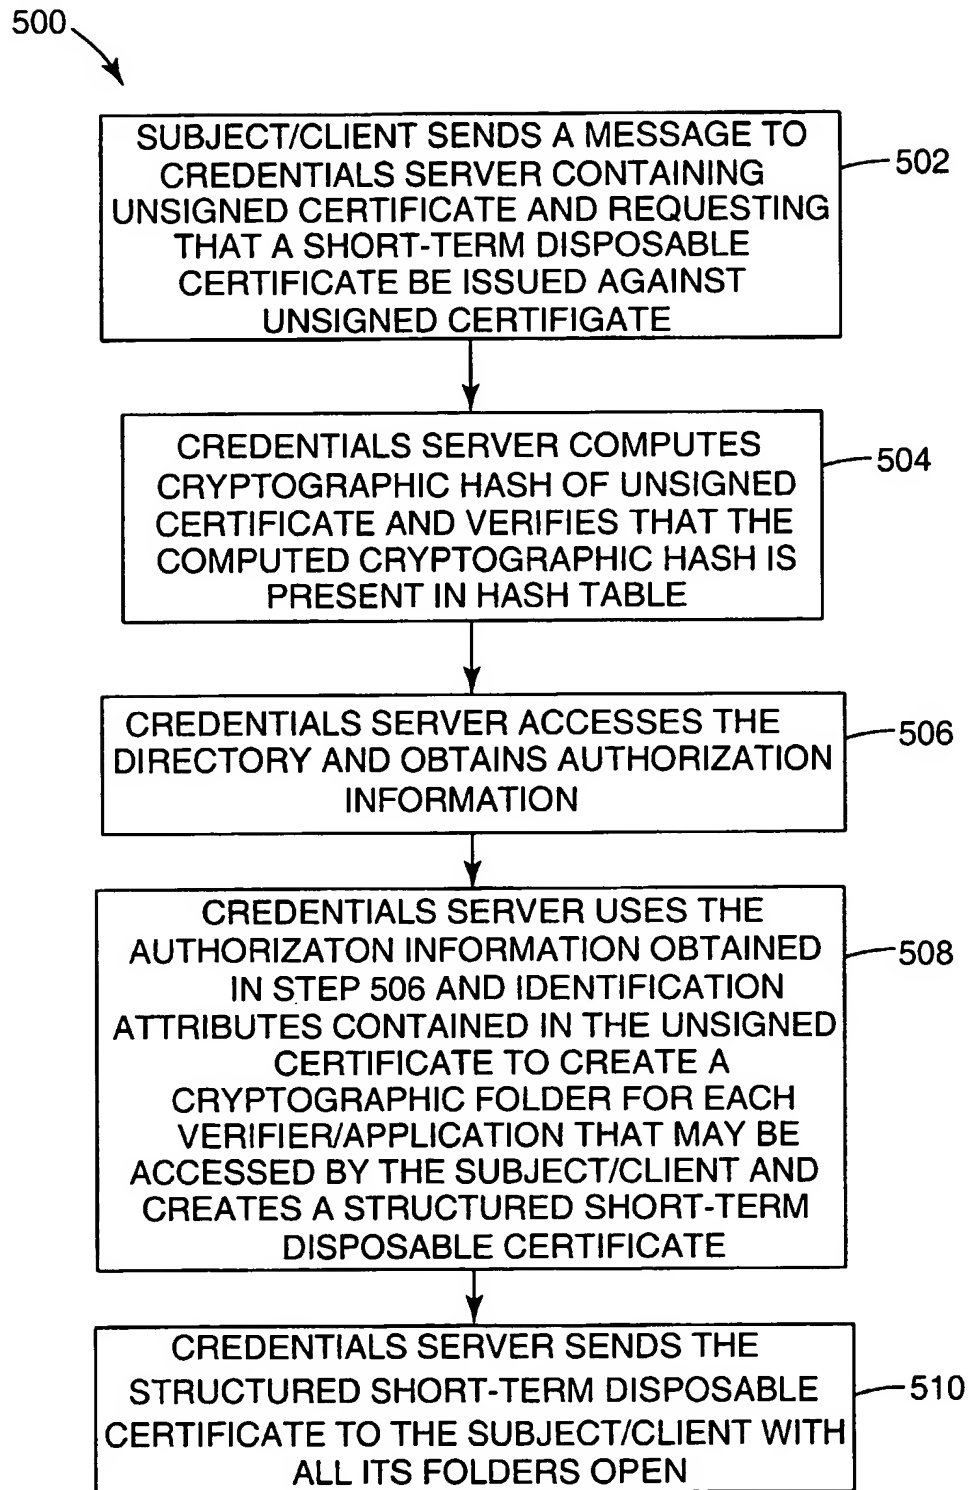 500
SUBJECT/CLIENT SENDS A MESSAGE TO
CREDENTIALS SERVER CONTAINING
UNSIGNED CERTIFICATE AND REQUESTING
THAT A SHORT-TERM DISPOSABLE
CERTIFICATE BE ISSUED AGAINST
UNSIGNED CERTIFIGATE
502
CREDENTIALS SERVER COMPUTES
CRYPTOGRAPHIC HASH OF UNSIGNED
CERTIFICATE AND VERIFIES THAT THE
COMPUTED CRYPTOGRAPHIC HASH IS
PRESENT IN HASH TABLE
504
CREDENTIALS SERVER ACCESSES THE
DIRECTORY AND OBTAINS AUTHORIZATION
INFORMATION
506
CREDENTIALS SERVER USES THE
AUTHORIZATON INFORMATION OBTAINED
IN STEP 506 AND IDENTIFICATION
ATTRIBUTES CONTAINED IN THE UNSIGNED
CERTIFICATE TO CREATE A
CRYPTOGRAPHIC FOLDER FOR EACH
VERIFIER/APPLICATION THAT MAY BE
ACCESSED BY THE SUBJECT/CLIENT AND
CREATES A STRUCTURED SHORT-TERM
DISPOSABLE CERTIFICATE
508
CREDENTIALS SERVER SENDS THE
STRUCTURED SHORT-TERM DISPOSABLE
CERTIFICATE TO THE SUBJECT/CLIENT WITH
ALL ITS FOLDERS OPEN
510